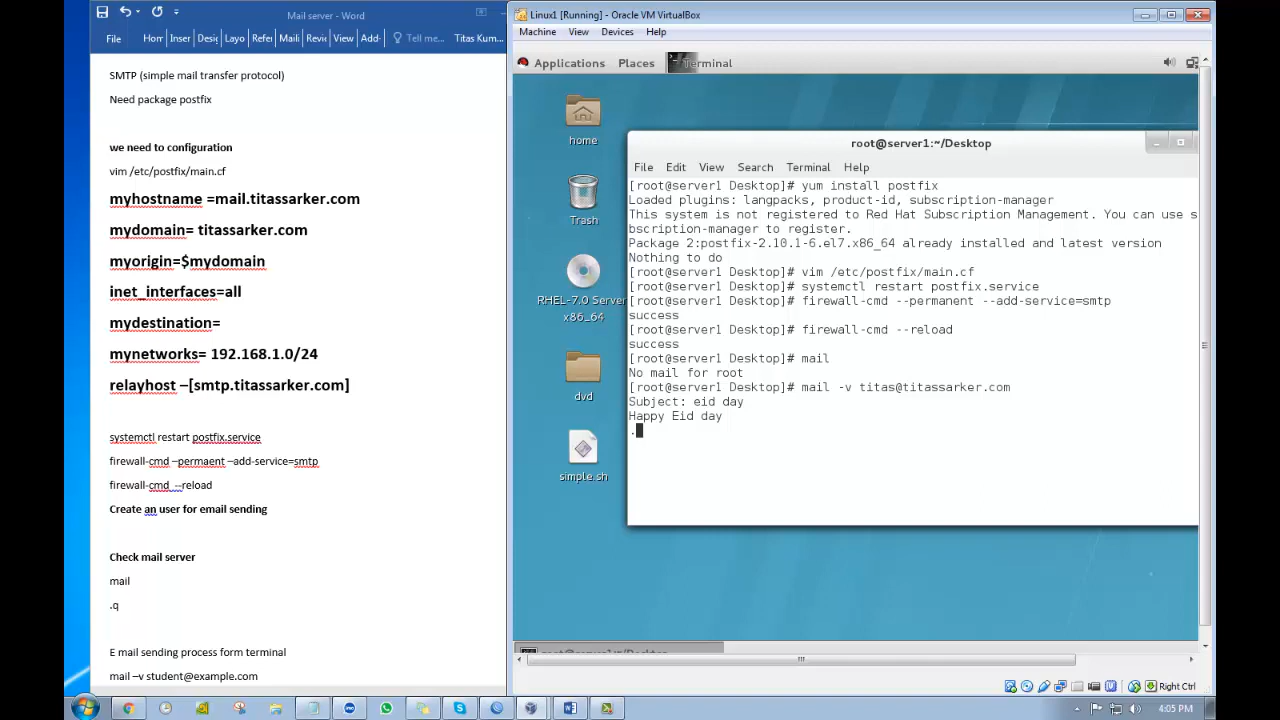 Mail server - Word
File
Hom
Inser
Desig
Layo
Refer
Maili
Revie
View
Add-
Tell me...
Titas Kum...
SMTP (simple mail transfer protocol)
Need package postfix
we need to configuration
vim /etc/postfix/main.cf
myhostname =mail.titassarker.com
mydomain= titassarker.com
myorigin=$mydomain
inet_interfaces=all
mydestination=
mynetworks= 192.168.1.0/24
relayhost –[smtp.titassarker.com]
systemctl restart postfix.service
firewall-cmd –permaent –add-service=smtp
firewall-cmd --reload
Create an user for email sending
Check mail server
mail
.q
E mail sending process form terminal
mail –v student@example.com
Linux1 [Running] - Oracle VM VirtualBox
Machine View Devices Help
Applications Places Terminal
home
Trash
RHEL-7.0 Server
x86_64
dvd
simple.sh
root@server1:~/Desktop
File Edit View Search Terminal Help
[root@server1 Desktop]# yum install postfix
Loaded plugins: langpacks, product-id, subscription-manager
This system is not registered to Red Hat Subscription Management. You can use s
bscription-manager to register.
Package 2:postfix-2.10.1-6.el7.x86_64 already installed and latest version
Nothing to do
[root@server1 Desktop]# vim /etc/postfix/main.cf
[root@server1 Desktop]# systemctl restart postfix.service
[root@server1 Desktop]# firewall-cmd --permanent --add-service=smtp
success
[root@server1 Desktop]# firewall-cmd --reload
success
[root@server1 Desktop]# mail
No mail for root
[root@server1 Desktop]# mail -v titas@titassarker.com
Subject: eid day
Happy Eid day
.
Right Ctrl
4:05 PM